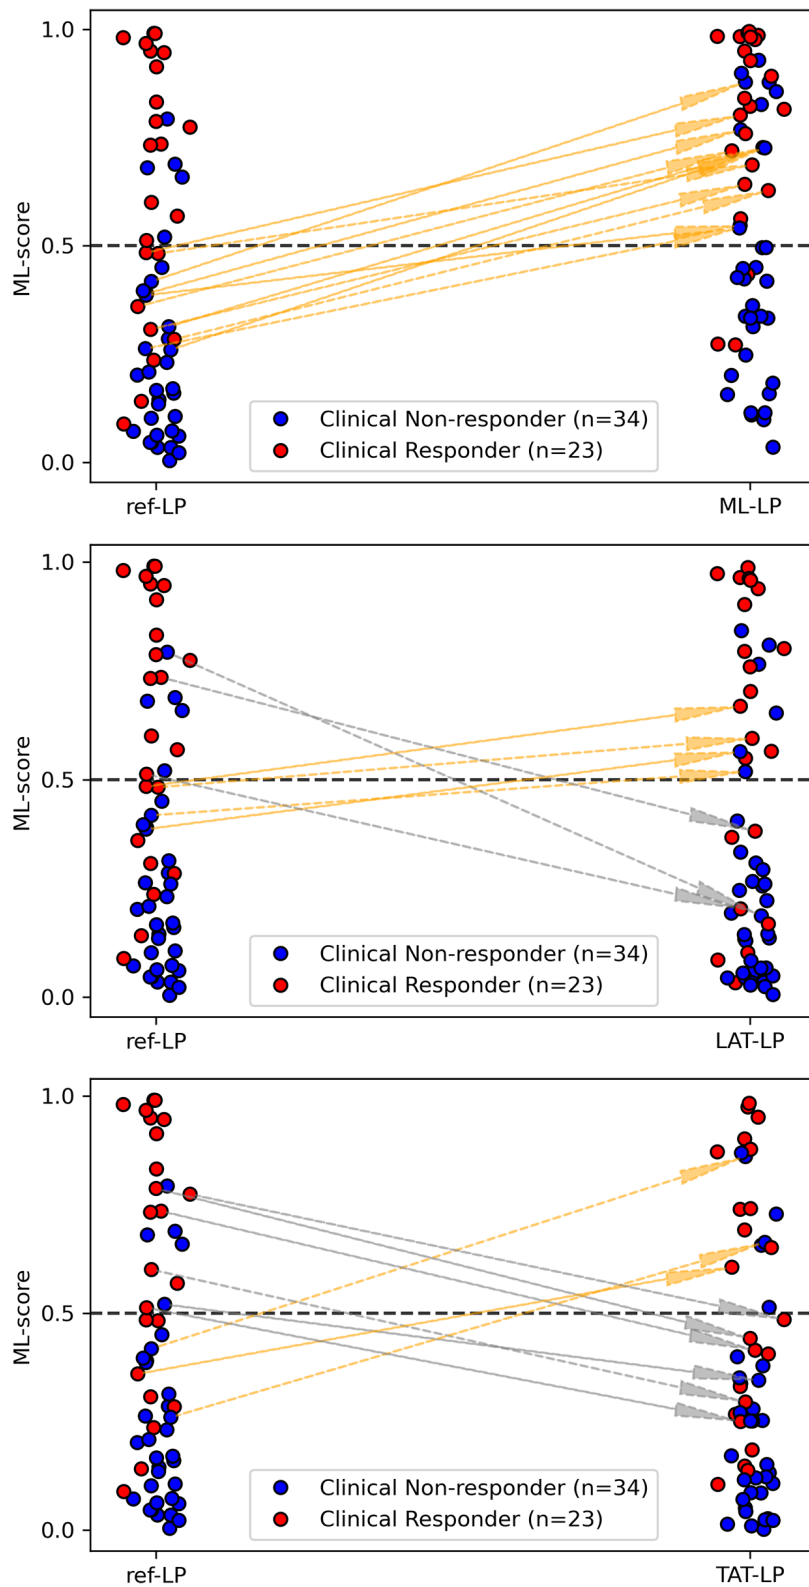 1.0
ML-score
0.5
Clinical Non-responder (n=34)
Clinical Responder (n=23)
0.0
ref-LP
ML-LP
1.0
ML-score
0.5
Clinical Non-responder (n=34)
Clinical Responder (n=23)
0.0
ref-LP
LAT-LP
1.0
ML-score
0.5
Clinical Non-responder (n=34)
Clinical Responder (n=23)
0.0
ref-LP
TAT-LP